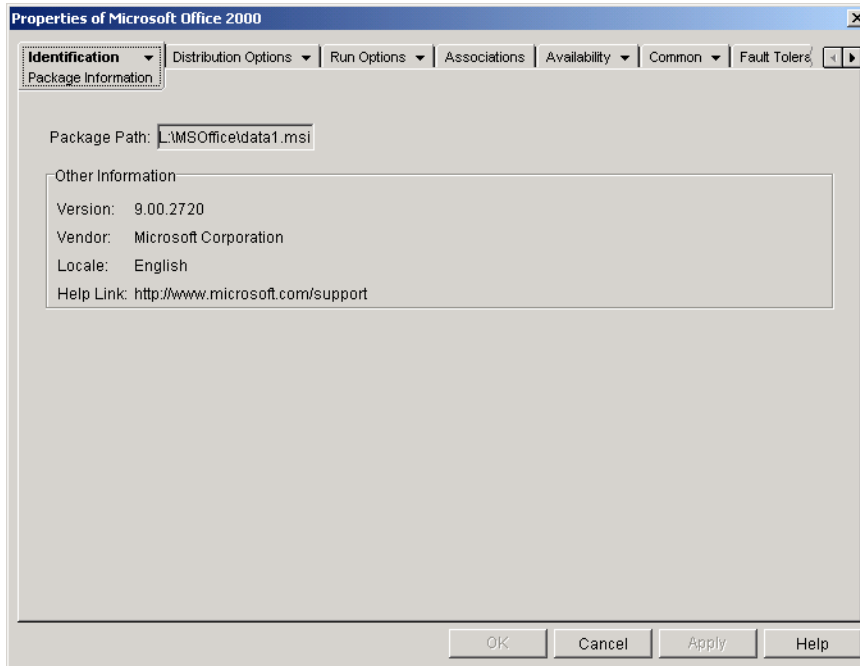 Properties of Microsoft Office 2000
Identification Distribution Options Run Options Associations Availability Common Fault Tolera
Package Information
Package Path: L:\MSOffice\data1.msi
Other Information
Version: 9.00.2720
Vendor: Microsoft Corporation
Locale: English
Help Link: http://www.microsoft.com/support
OK Cancel Apply Help